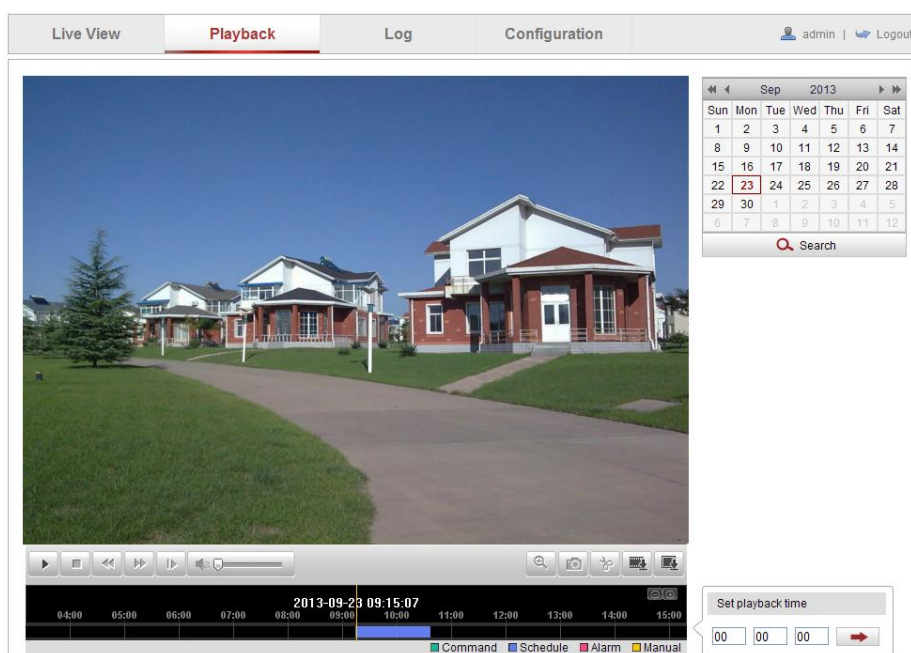 Live View Playback Log Configuration admin | Logout
Sep 2013
Sun Mon Tue Wed Thu Fri Sat
1 2 3 4 5 6 7
8 9 10 11 12 13 14
15 16 17 18 19 20 21
22 23 24 25 26 27 28
29 30 1 2 3 4 5
6 7 8 9 10 11 12
Search
2013-09-23 09:15:07
04:00 05:00 06:00 07:00 08:00 09:00 10:00 11:00 12:00 13:00 14:00 15:00
Command Schedule Alarm Manual
Set playback time
00 00 00